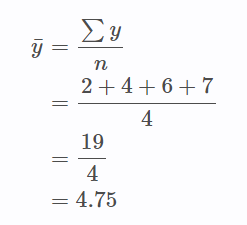 ȳ = ∑ y / n
= 2 + 4 + 6 + 7 / 4
= 19 / 4
= 4.75